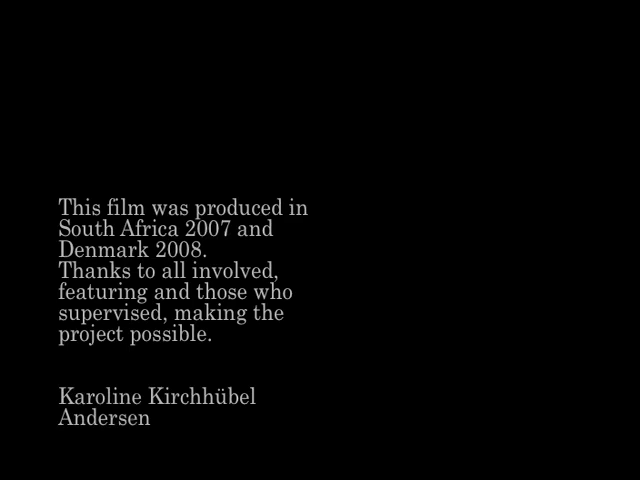 This film was produced in
South Africa 2007 and
Denmark 2008.
Thanks to all involved,
featuring and those who
supervised, making the
project possible.
Karoline Kirchhübel
Andersen